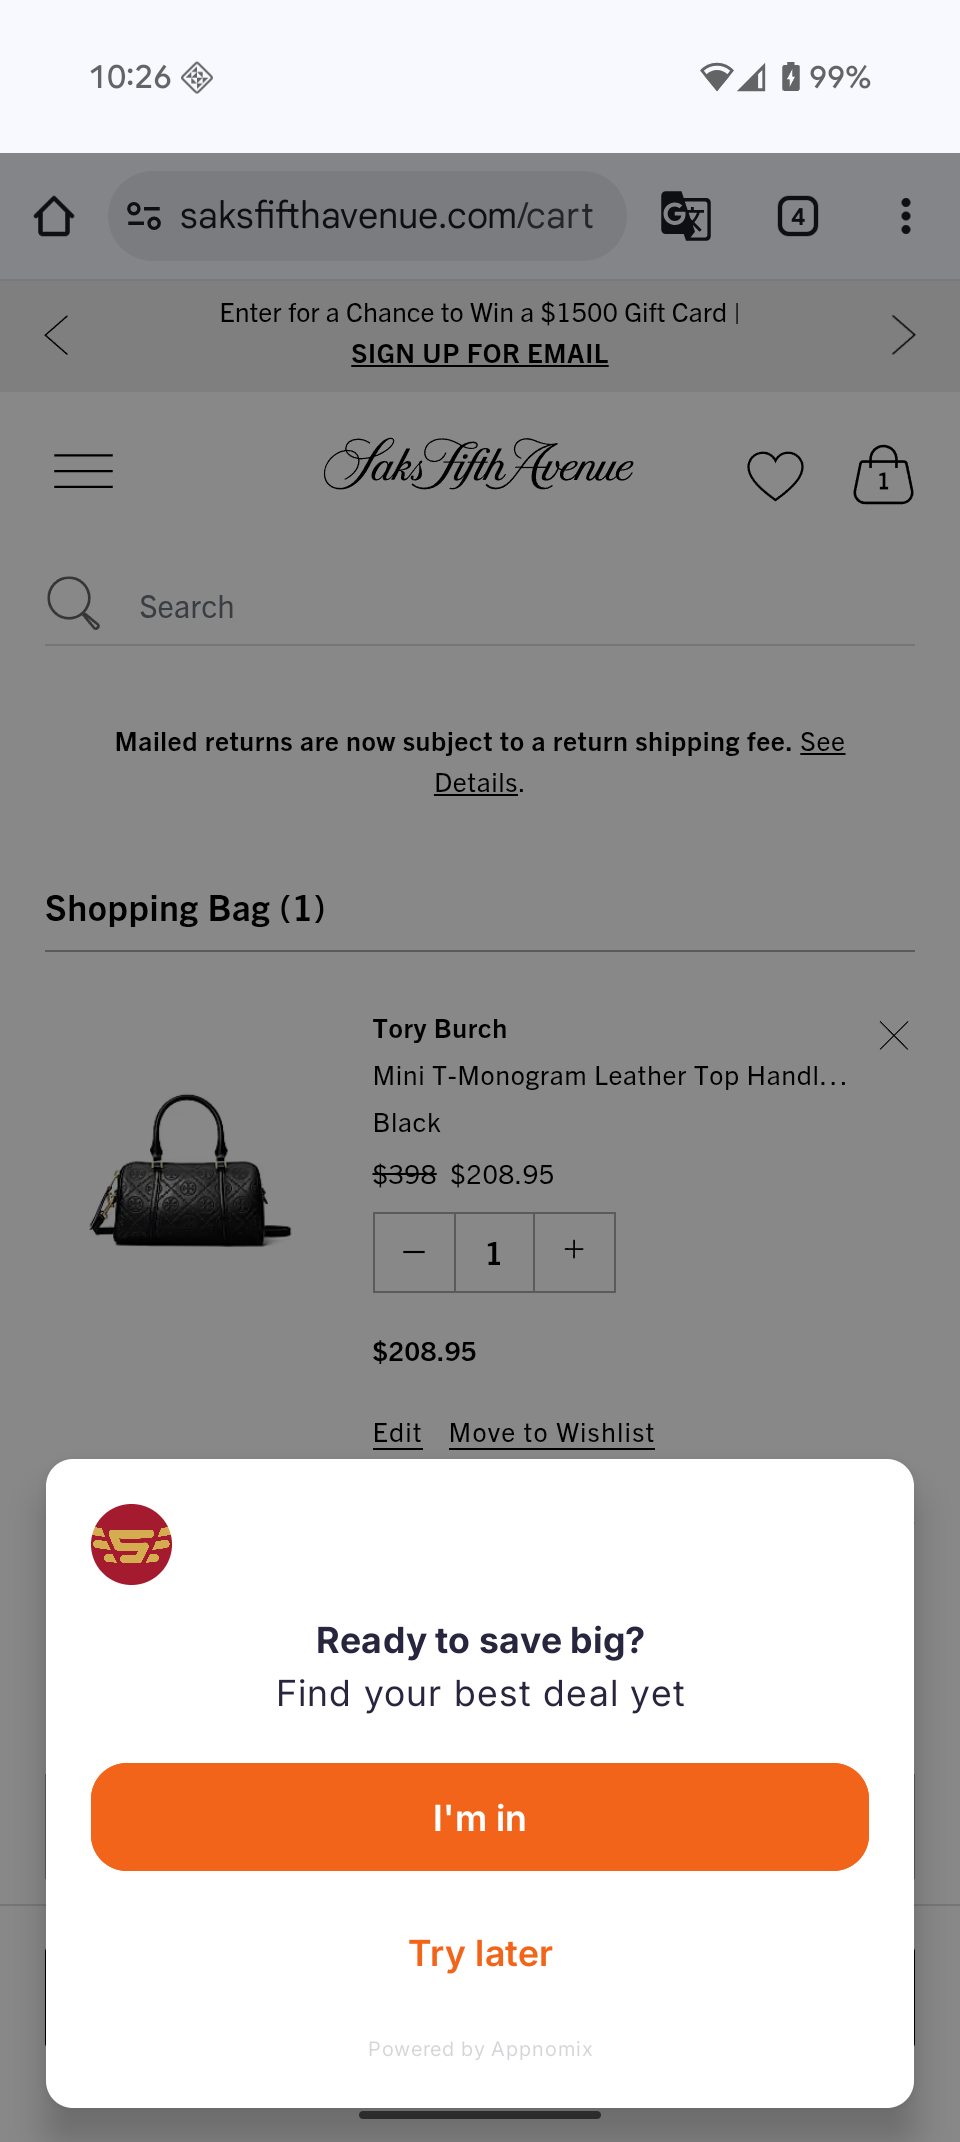 10:26
99%
saksfifthavenue.com/cart
4
Enter for a Chance to Win a $1500 Gift Card |
SIGN UP FOR EMAIL
Saks Fifth Avenue
1
Search
Mailed returns are now subject to a return shipping fee. See
Details.
Shopping Bag (1)
Tory Burch
Mini T-Monogram Leather Top Handl...
Black
$398 $208.95
− 1 +
$208.95
Edit Move to Wishlist
Ready to save big?
Find your best deal yet
I'm in
Try later
Powered by Appnomix